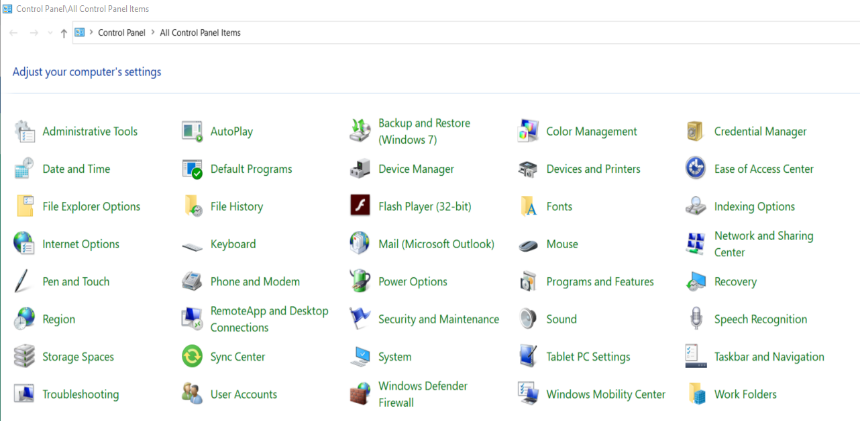 Control Panel\All Control Panel Items
Control Panel > All Control Panel Items
Adjust your computer's settings
Administrative Tools
AutoPlay
Backup and Restore
(Windows 7)
Color Management
Credential Manager
Date and Time
Default Programs
Device Manager
Devices and Printers
Ease of Access Center
File Explorer Options
File History
Flash Player (32-bit)
Fonts
Indexing Options
Internet Options
Keyboard
Mail (Microsoft Outlook)
Mouse
Network and Sharing
Center
Pen and Touch
Phone and Modem
Power Options
Programs and Features
Recovery
Region
RemoteApp and Desktop
Connections
Security and Maintenance
Sound
Speech Recognition
Storage Spaces
Sync Center
System
Tablet PC Settings
Taskbar and Navigation
Troubleshooting
User Accounts
Windows Defender
Firewall
Windows Mobility Center
Work Folders